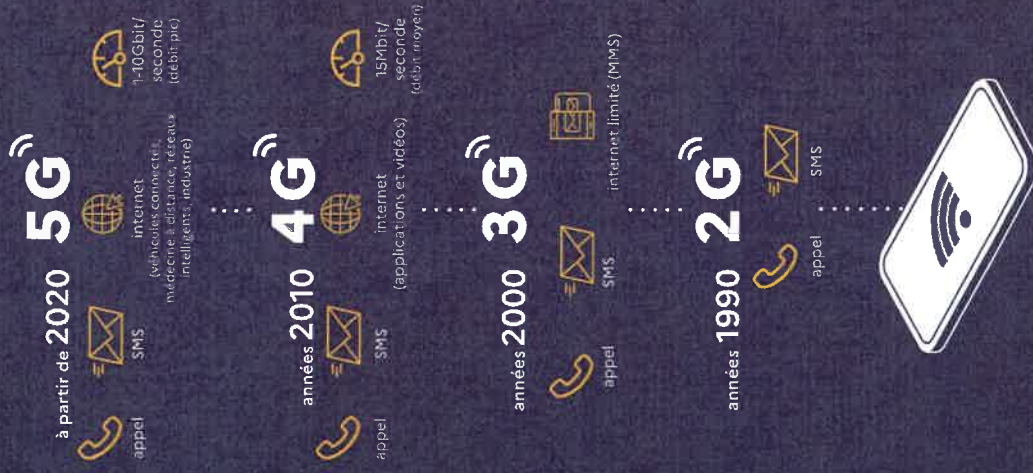 à partir de 2020 5G
appel
SMS
internet
(véhicules connectés,
médecine à distance, réseaux
intelligents, industrie)
1-10Gbit/
seconde
(débit pic)
années 2010 4G
appel
SMS
internet
(applications et vidéos)
15Mbit/
seconde
(débit moyen)
années 2000 3G
appel
SMS
internet limité (MMS)
années 1990 2G
appel
SMS